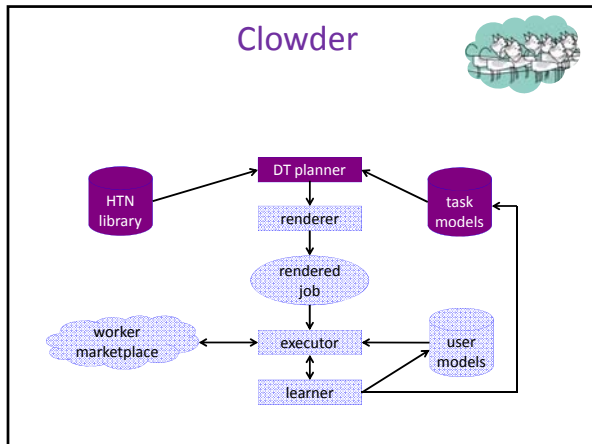 Clowder
DT planner
HTN
library
task
models
renderer
rendered
job
worker
marketplace
executor
user
models
learner